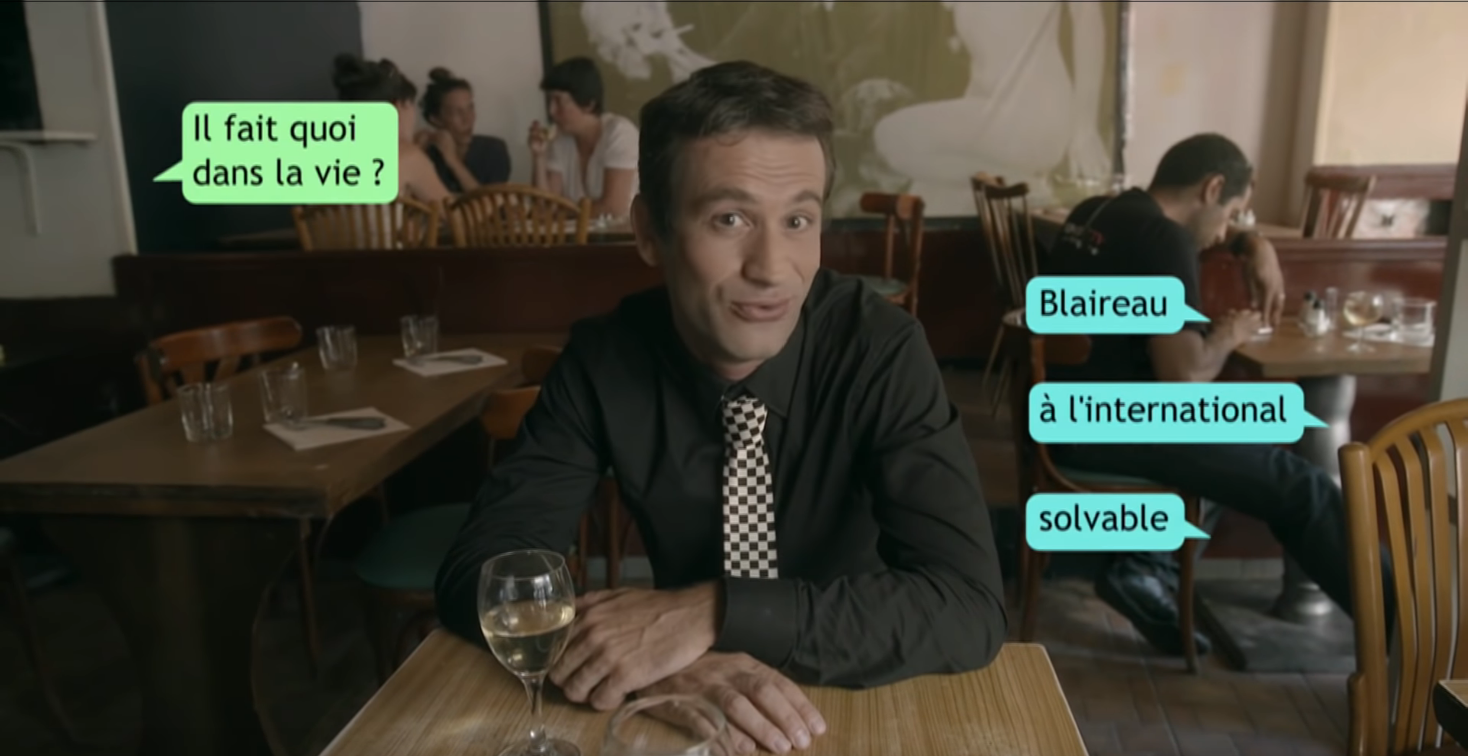 Il fait quoi
dans la vie ?
Blaireau
à l'international
solvable